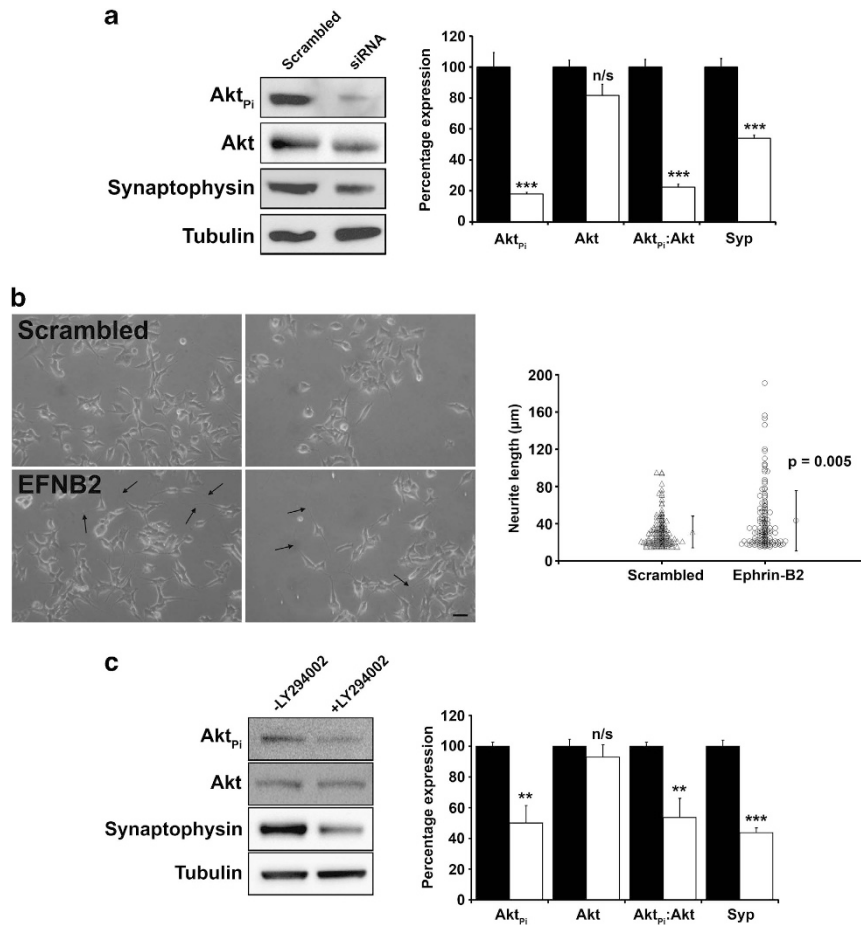 a
Scrambled
siRNA
AktPi
Akt
Synaptophysin
Tubulin
Percentage expression
120
100
80
60
40
20
0
***
n/s
***
***
AktPi
Akt
AktPi:Akt
Syp
b
Scrambled
EFNB2
Neurite length (µm)
200
160
120
80
40
0
p = 0.005
Scrambled
Ephrin-B2
c
-LY294002
+LY294002
AktPi
Akt
Synaptophysin
Tubulin
Percentage expression
120
100
80
60
40
20
0
**
n/s
**
***
AktPi
Akt
AktPi:Akt
Syp